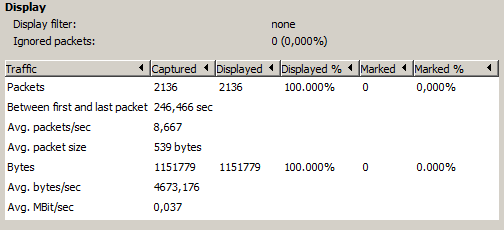 Display
Display filter: none
Ignored packets: 0 (0,000%)
Traffic Captured Displayed Displayed % Marked Marked %
Packets 2136 2136 100.000% 0 0,000%
Between first and last packet 246,466 sec
Avg. packets/sec 8,667
Avg. packet size 539 bytes
Bytes 1151779 1151779 100.000% 0 0.000%
Avg. bytes/sec 4673,176
Avg. MBit/sec 0,037